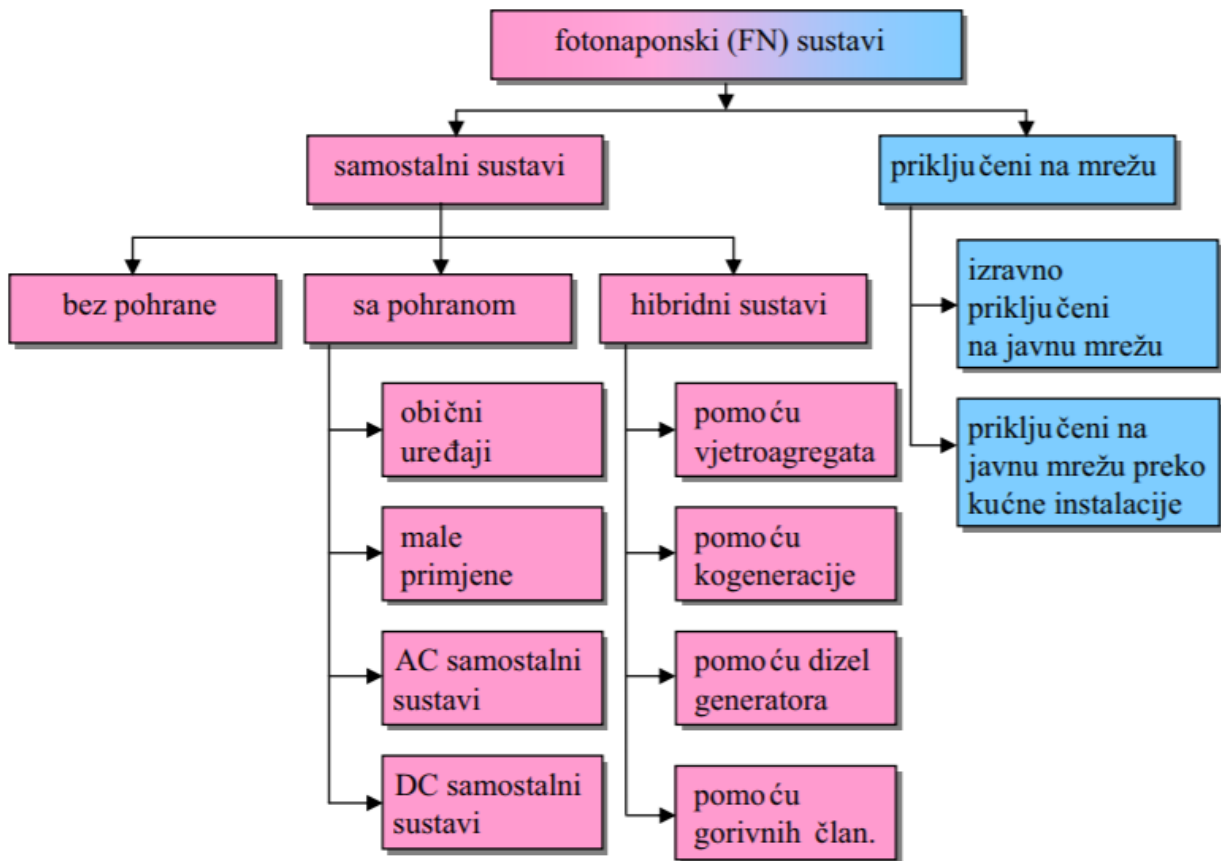 fotonaponski (FN) sustavi
samostalni sustavi
priključeni na mrežu
bez pohrane
sa pohranom
hibridni sustavi
izravno
priključeni
na javnu mrežu
obični
uređaji
pomoću
vjetroagregata
priključeni na
javnu mrežu preko
kućne instalacije
male
primjene
pomoću
kogeneracije
AC samostalni
sustavi
pomoću dizel
generatora
DC samostalni
sustavi
pomoću
gorivnih član.